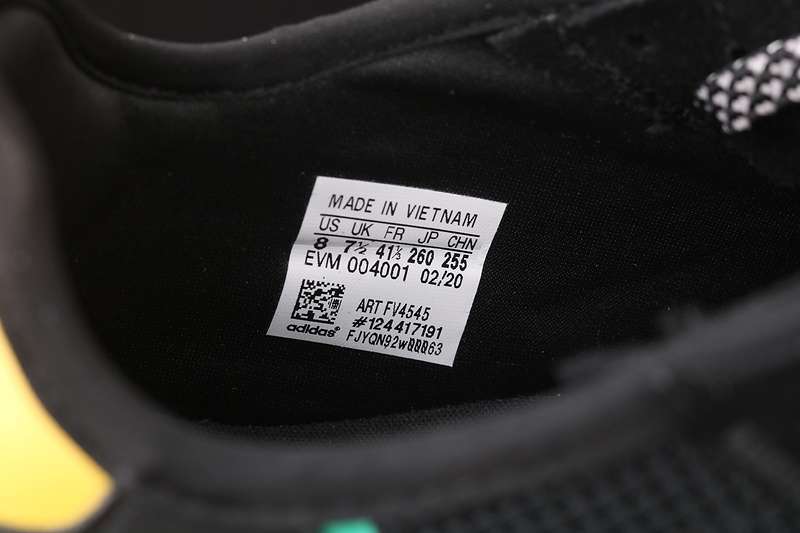 MADE IN VIETNAM
US UK FR JP CHN
8 7½ 41⅓ 260 255
EVM 004001 02/20
ART FV4545
#124417191
adidas®